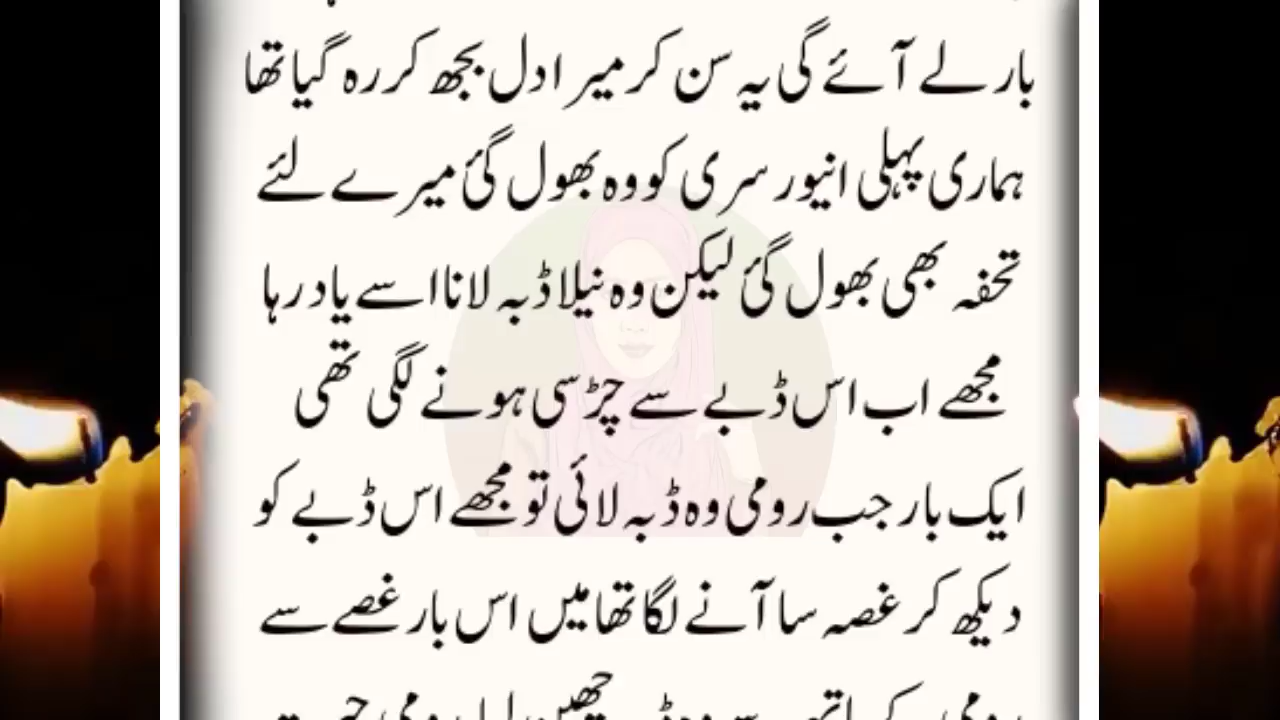 بار لے آئے گی یہ سن کر میرا دل بجھ کر رہ گیا تھا
ہماری پہلی انیورسری کو وہ بھول گئی میرے لئے
تحفہ بھی بھول گئی لیکن وہ نیلا ڈبہ لانا اسے یاد رہا
مجھے اب اس ڈبے سے چڑ سی ہونے لگی تھی
ایک بار جب رومی وہ ڈبہ لائی تو مجھے اس ڈبے کو
دیکھ کر غصہ سا آنے لگا تھا میں اس بار غصے سے